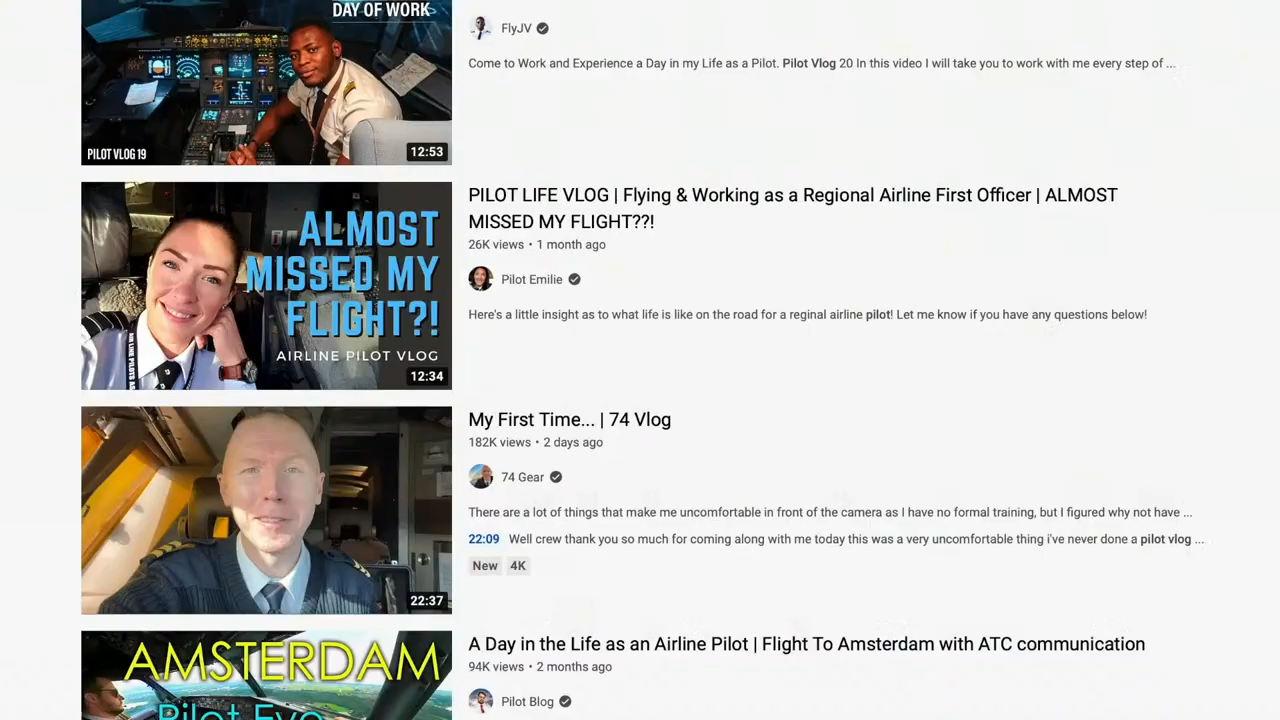 DAY OF WORK
PILOT VLOG 19
12:53
FlyJV
Come to Work and Experience a Day in my Life as a Pilot. Pilot Vlog 20 In this video I will take you to work with me every step of ...
ALMOST
MISSED MY
FLIGHT?!
AIRLINE PILOT VLOG
12:34
PILOT LIFE VLOG | Flying & Working as a Regional Airline First Officer | ALMOST
MISSED MY FLIGHT??!
26K views • 1 month ago
Pilot Emilie
Here's a little insight as to what life is like on the road for a reginal airline pilot! Let me know if you have any questions below!
22:37
My First Time... | 74 Vlog
182K views • 2 days ago
74 Gear
There are a lot of things that make me uncomfortable in front of the camera as I have no formal training, but I figured why not have ...
22:09 Well crew thank you so much for coming along with me today this was a very uncomfortable thing i've never done a pilot vlog ...
New 4K
AMSTERDAM
Pilot Eye
A Day in the Life as an Airline Pilot | Flight To Amsterdam with ATC communication
94K views • 2 months ago
Pilot Blog